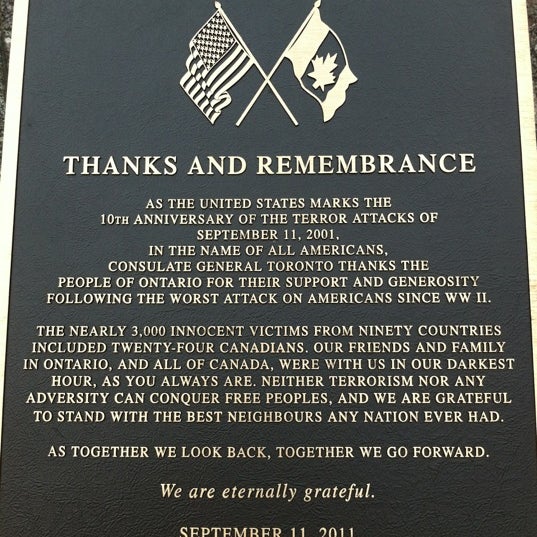 THANKS AND REMEMBRANCE
AS THE UNITED STATES MARKS THE
10TH ANNIVERSARY OF THE TERROR ATTACKS OF
SEPTEMBER 11, 2001,
IN THE NAME OF ALL AMERICANS,
CONSULATE GENERAL TORONTO THANKS THE
PEOPLE OF ONTARIO FOR THEIR SUPPORT AND GENEROSITY
FOLLOWING THE WORST ATTACK ON AMERICANS SINCE WW II.
THE NEARLY 3,000 INNOCENT VICTIMS FROM NINETY COUNTRIES
INCLUDED TWENTY-FOUR CANADIANS. OUR FRIENDS AND FAMILY
IN ONTARIO, AND ALL OF CANADA, WERE WITH US IN OUR DARKEST
HOUR, AS YOU ALWAYS ARE. NEITHER TERRORISM NOR ANY
ADVERSITY CAN CONQUER FREE PEOPLES, AND WE ARE GRATEFUL
TO STAND WITH THE BEST NEIGHBOURS ANY NATION EVER HAD.
AS TOGETHER WE LOOK BACK, TOGETHER WE GO FORWARD.
We are eternally grateful.
SEPTEMBER 11, 2011